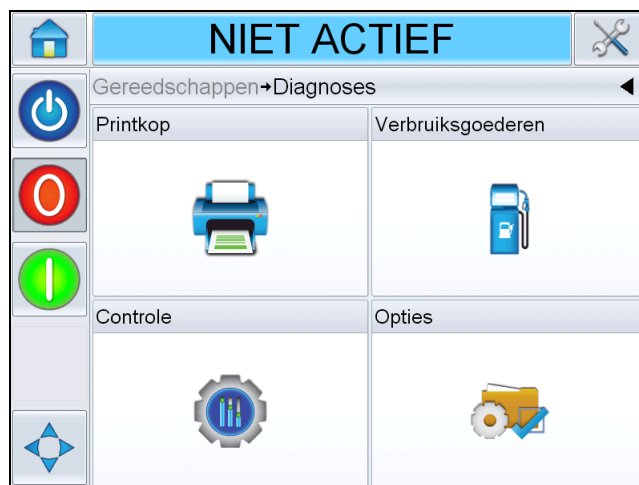 NIET ACTIEF
Gereedschappen→Diagnoses
Printkop
Verbruiksgoederen
Controle
Opties